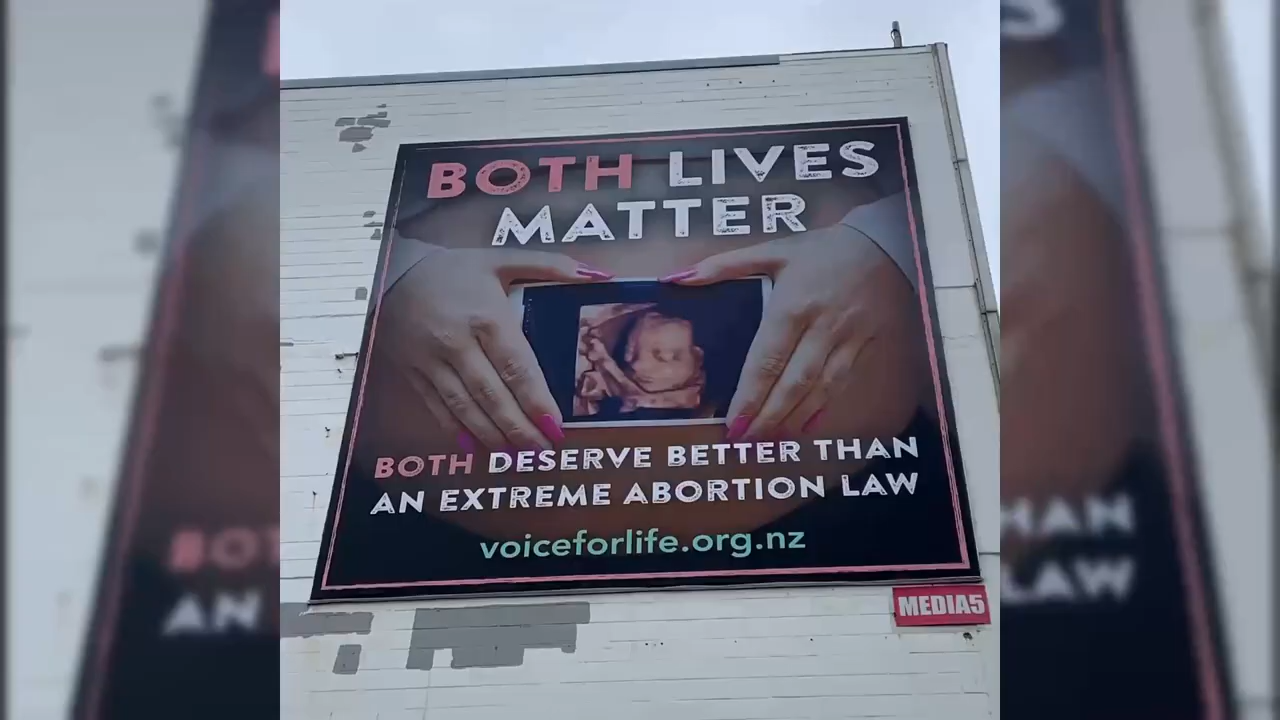 BOTH LIVES
MATTER
BOTH DESERVE BETTER THAN
AN EXTREME ABORTION LAW
voiceforlife.org.nz
MEDIA5